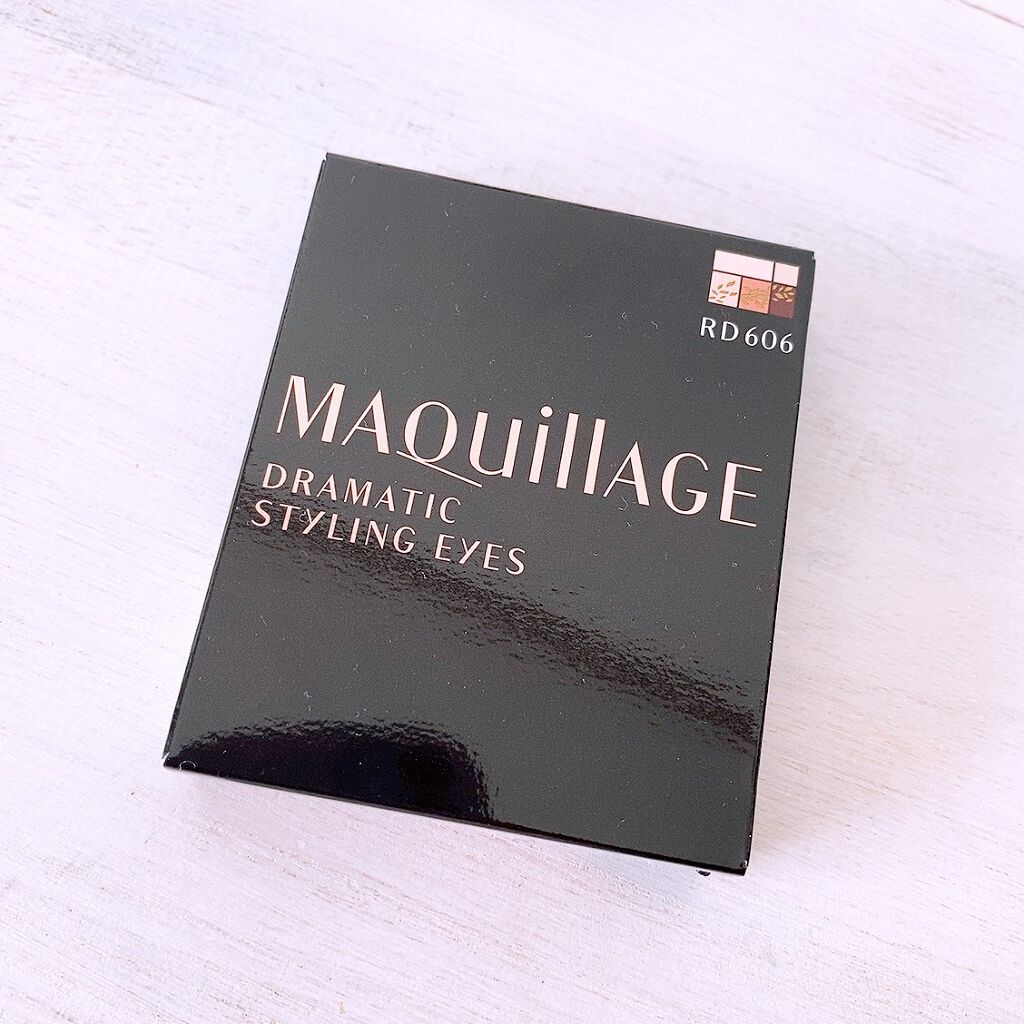 RD606
MAQuillAGE
DRAMATIC
STYLING EYES